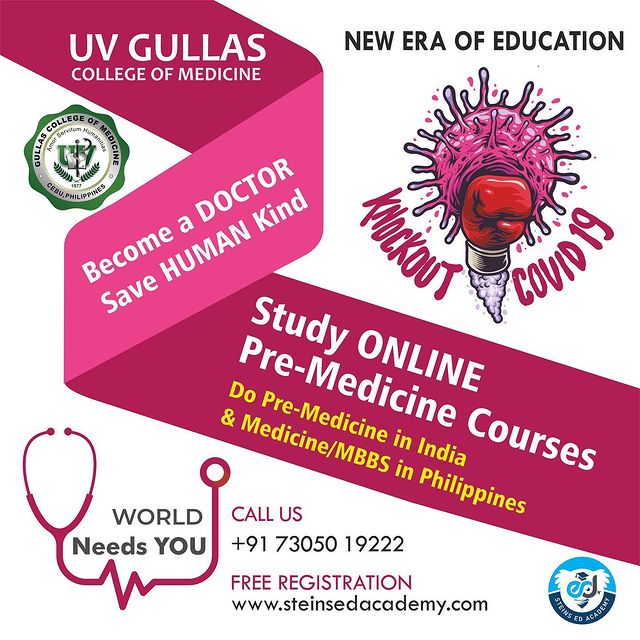 UV GULLAS
COLLEGE OF MEDICINE
NEW ERA OF EDUCATION
GULLAS COLLEGE OF MEDICINE
Amor Servitium Humanitas
UV
1977
CEBU, PHILIPPINES
KNOCKOUT
COVID 19
Become a DOCTOR
Save HUMAN Kind
Study ONLINE
Pre-Medicine Courses
Do Pre-Medicine in India
& Medicine/MBBS in Philippines
WORLD
Needs YOU
CALL US
+91 73050 19222
FREE REGISTRATION
www.steinsedacademy.com
STEINS ED ACADEMY